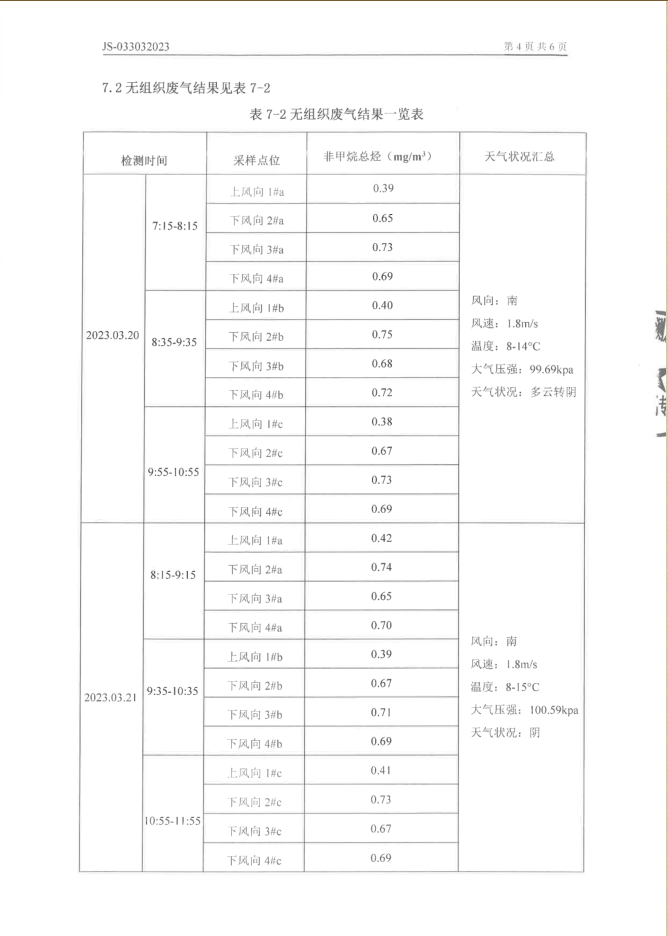 JS-033032023 第 4 页 共 6 页
7.2 无组织废气结果见表 7-2
表 7-2 无组织废气结果一览表
检测时间 采样点位 非甲烷总烃（mg/m³） 天气状况汇总
2023.03.20
7:15-8:15
上风向 1#a 0.39
下风向 2#a 0.65
下风向 3#a 0.73
下风向 4#a 0.69
8:35-9:35
上风向 1#b 0.40
下风向 2#b 0.75
下风向 3#b 0.68
下风向 4#b 0.72
9:55-10:55
上风向 1#c 0.38
下风向 2#c 0.67
下风向 3#c 0.73
下风向 4#c 0.69
风向：南
风速：1.8m/s
温度：8-14°C
大气压强：99.69kpa
天气状况：多云转阴
2023.03.21
8:15-9:15
上风向 1#a 0.42
下风向 2#a 0.74
下风向 3#a 0.65
下风向 4#a 0.70
9:35-10:35
上风向 1#b 0.39
下风向 2#b 0.67
下风向 3#b 0.71
下风向 4#b 0.69
10:55-11:55
上风向 1#c 0.41
下风向 2#c 0.73
下风向 3#c 0.67
下风向 4#c 0.69
风向：南
风速：1.8m/s
温度：8-15°C
大气压强：100.59kpa
天气状况：阴